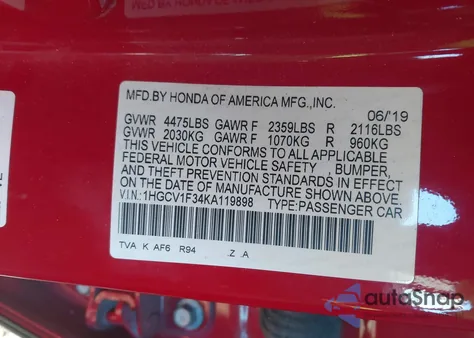 MFD.BY HONDA OF AMERICA MFG.,INC.
06/'19
GVWR 4475LBS GAWR F 2359LBS R 2116LBS
GVWR 2030KG GAWR F 1070KG R 960KG
THIS VEHICLE CONFORMS TO ALL APPLICABLE
FEDERAL MOTOR VEHICLE SAFETY , BUMPER,
AND THEFT PREVENTION STANDARDS IN EFFECT
ON THE DATE OF MANUFACTURE SHOWN ABOVE.
V.I.N.:1HGCV1F34KA119898 TYPE:PASSENGER CAR
TVA K AF6 R94 .Z .A
autoSnap